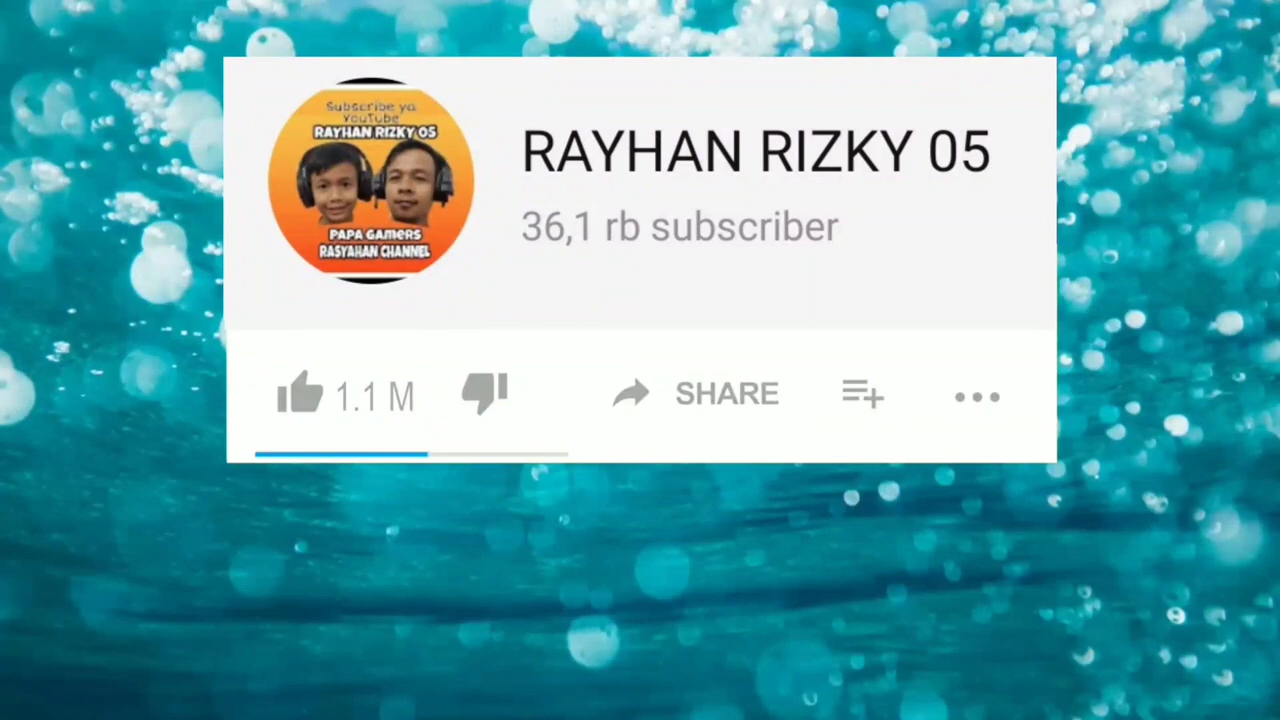 Subscribe ya
YouTube
RAYHAN RIZKY 05
PAPA GAMERS
RASYAHAN CHANNEL
RAYHAN RIZKY 05
36,1 rb subscriber
1.1 M
SHARE